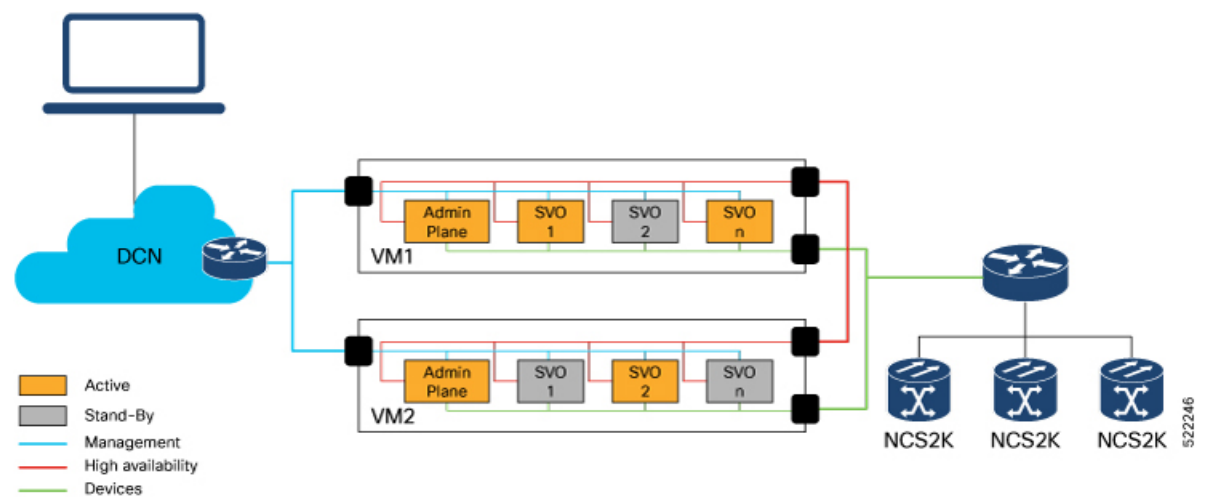 DCN
Admin
Plane
SVO
1
SVO
2
SVO
n
VM1
Admin
Plane
SVO
1
SVO
2
SVO
n
VM2
Active
Stand-By
Management
High availability
Devices
NCS2K
NCS2K
NCS2K
522246